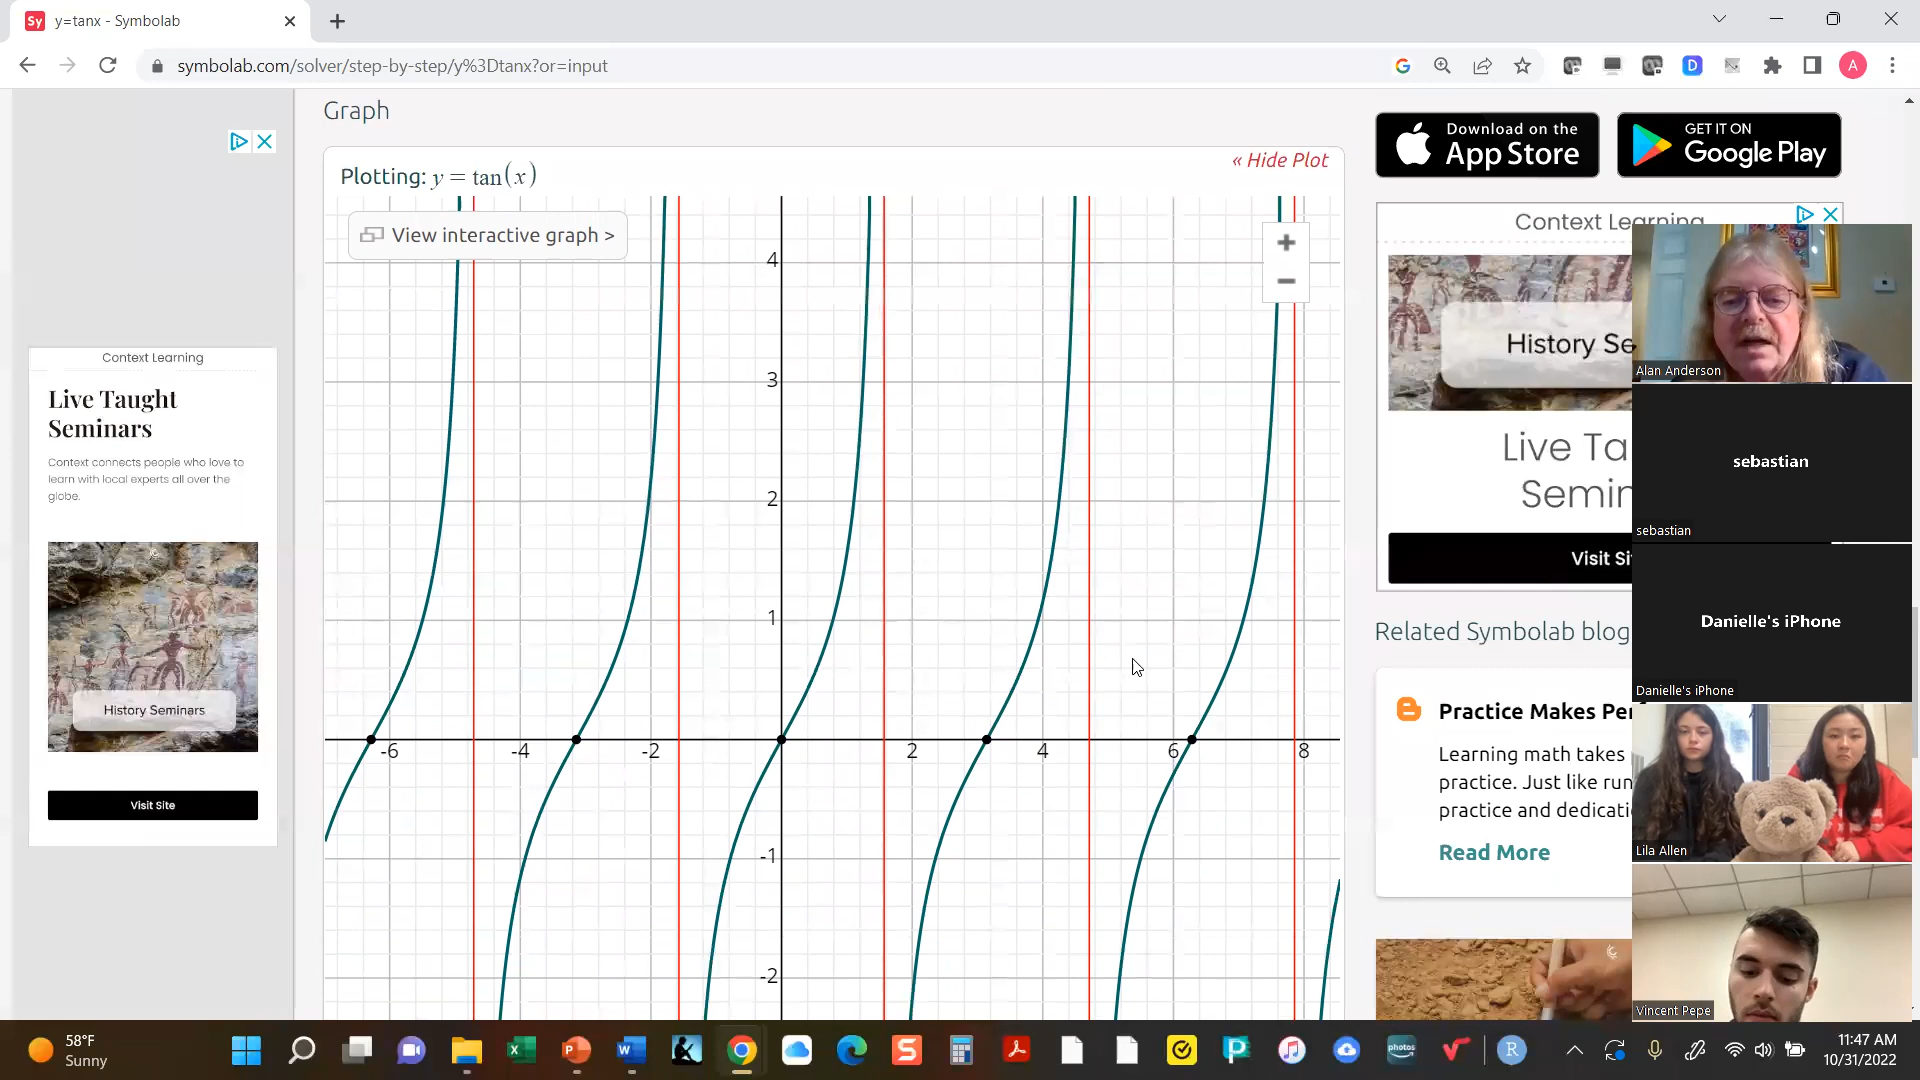 Sy y=tanx - Symbolab
symbolab.com/solver/step-by-step/y%3Dtanx?or=input
D
A
Graph
Plotting: y = tan(x)
« Hide Plot
View interactive graph >
+
−
4
3
2
1
-1
-2
-6
-4
-2
2
4
6
8
Context Learning
Live Taught
Seminars
Context connects people who love to
learn with local experts all over the
globe.
History Seminars
Visit Site
Download on the
App Store
GET IT ON
Google Play
Context Learning
History Se
Live Ta
Semin
Visit Si
Related Symbolab blog
Practice Makes Per
Learning math takes
practice. Just like run
practice and dedicati
Read More
Alan Anderson
sebastian
sebastian
Danielle's iPhone
Danielle's iPhone
Lila Allen
Vincent Pepe
58°F
Sunny
X
P
W
S
P
photos
R
11:47 AM
10/31/2022